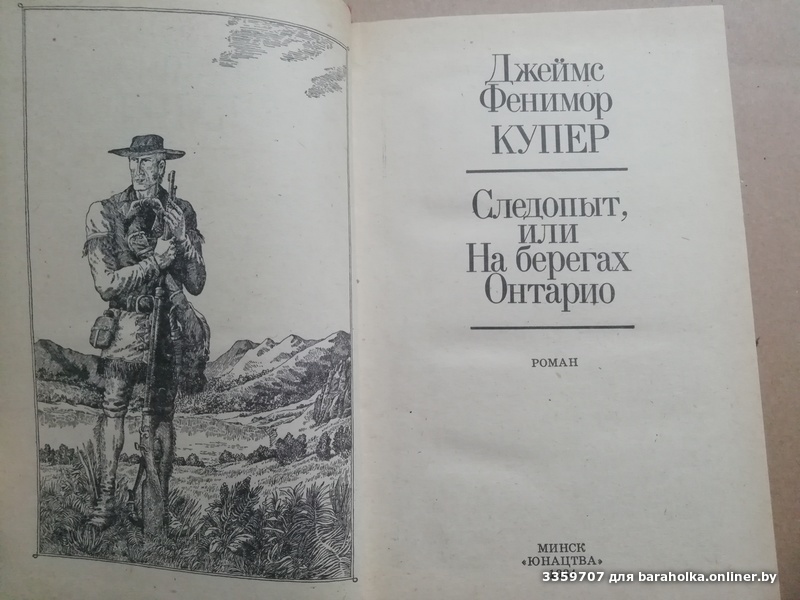 Джеймс
Фенимор
КУПЕР
Следопыт,
или
На берегах
Онтарио
РОМАН
МИНСК
«ЮНАЦТВА»
3359707 для baraholka.onliner.by